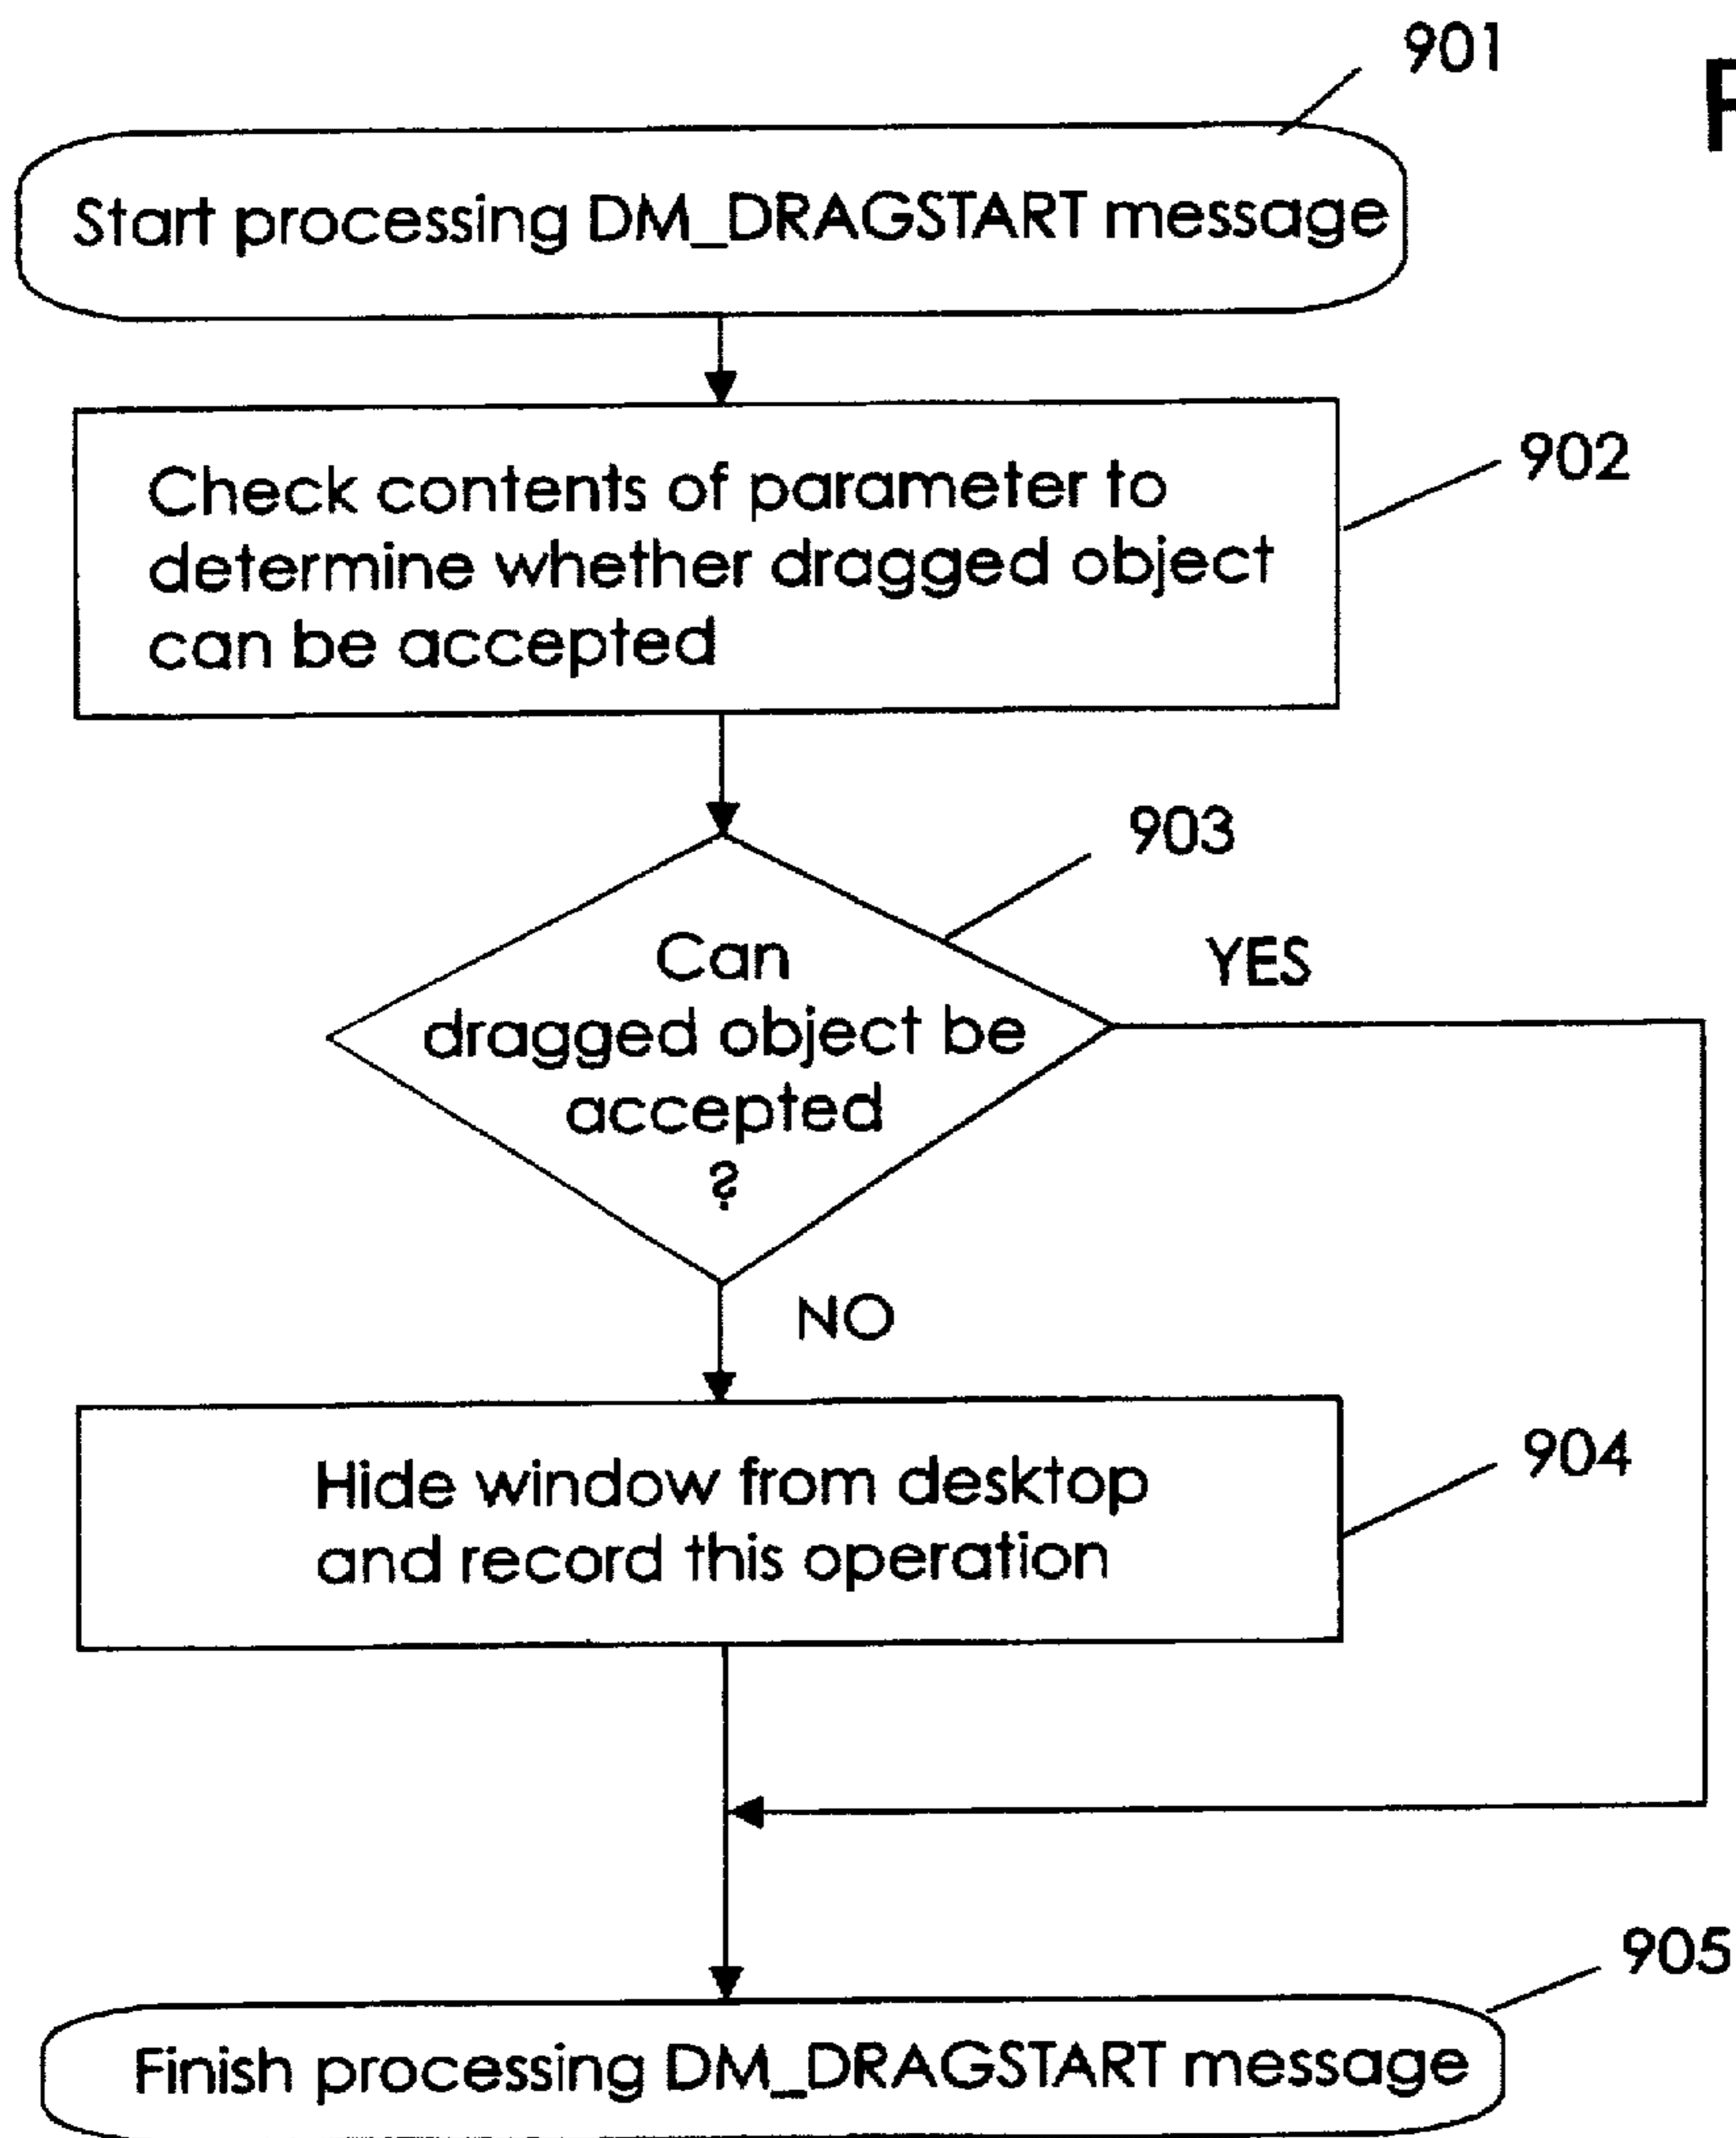 901
Start processing DM_DRAGSTART message
Check contents of parameter to
determine whether dragged object
can be accepted
902
903
Can
dragged object be
accepted
?
YES
NO
Hide window from desktop
and record this operation
904
905
Finish processing DM_DRAGSTART message